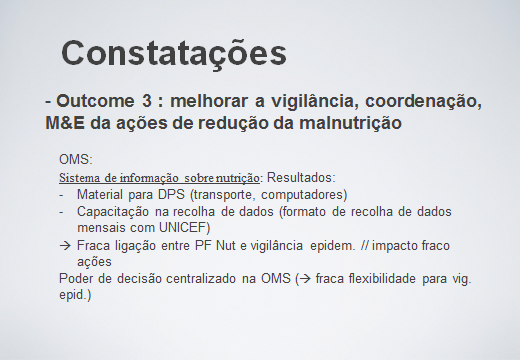 Constatações
- Outcome 3 : melhorar a vigilância, coordenação,
M&E da ações de redução da malnutrição
OMS:
Sistema de informação sobre nutrição: Resultados:
- Material para DPS (transporte, computadores)
- Capacitação na recolha de dados (formato de recolha de dados
mensais com UNICEF)
→ Fraca ligação entre PF Nut e vigilância epidem. // impacto fraco
ações
Poder de decisão centralizado na OMS (→ fraca flexibilidade para vig.
epid.)